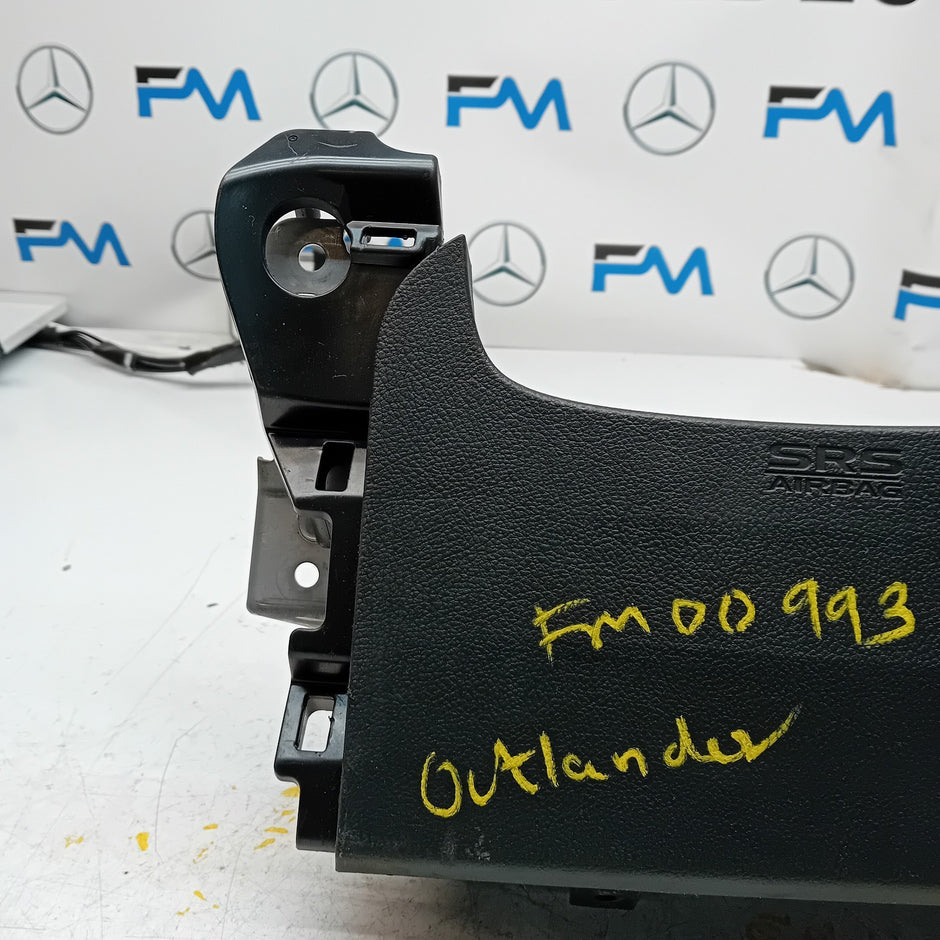 FM FM FM
FM FM FM
SRS
AIRBAG
FM00993
Outlander